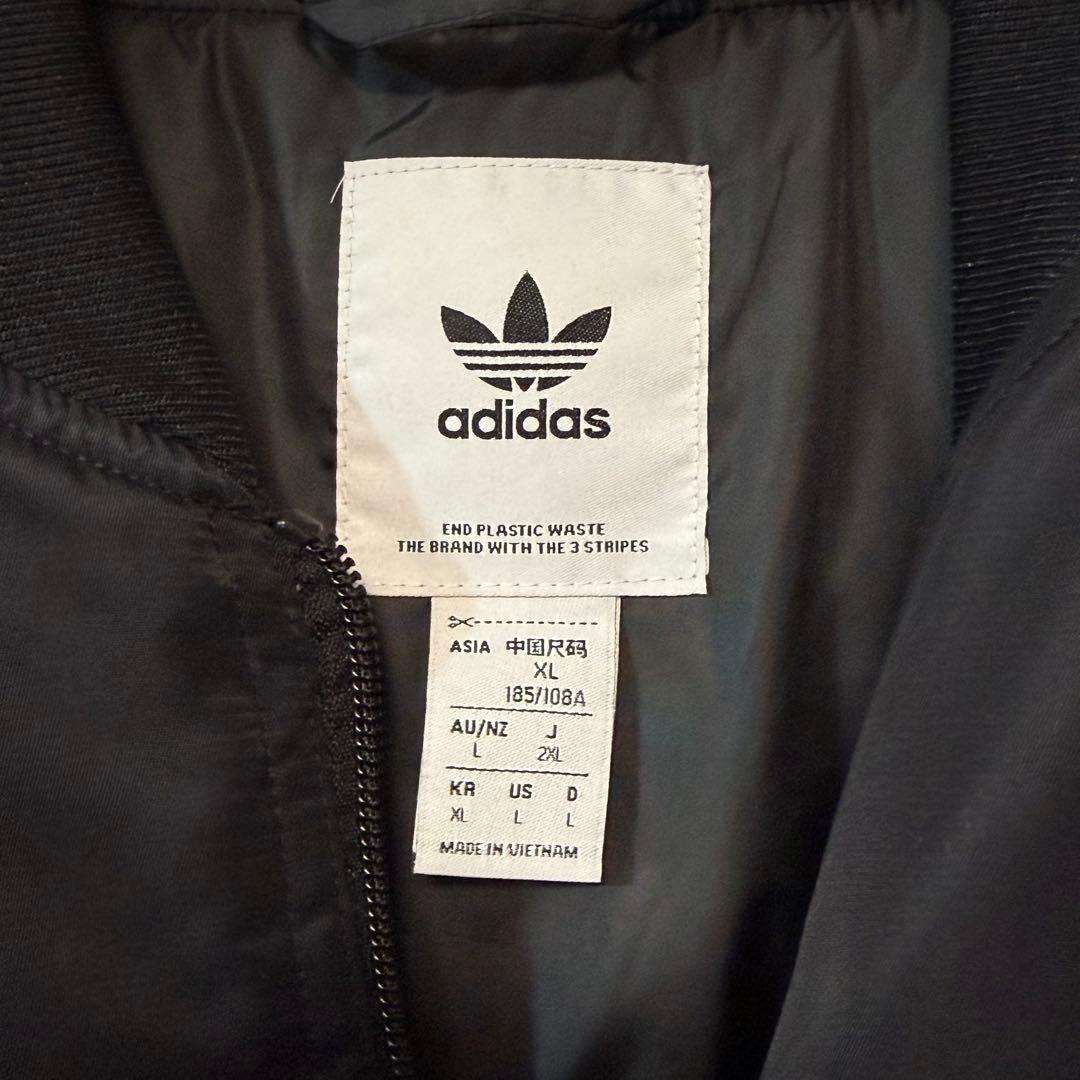 adidas
END PLASTIC WASTE
THE BRAND WITH THE 3 STRIPES
ASIA 中国尺码
XL
185/108A
AU/NZ J
L 2XL
KR US D
XL L L
MADE IN VIETNAM